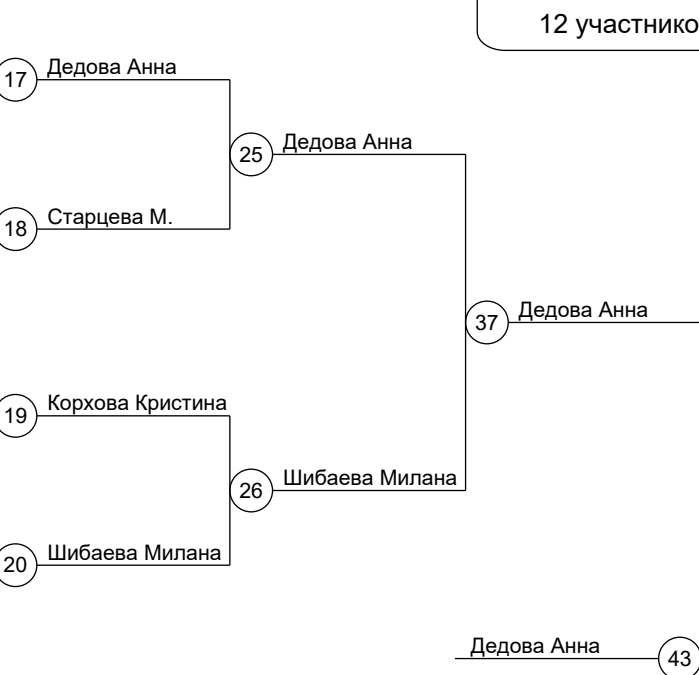 12 участнико
17 Дедова Анна
25 Дедова Анна
18 Старцева М.
37 Дедова Анна
19 Корхова Кристина
26 Шибаева Милана
20 Шибаева Милана
Дедова Анна 43